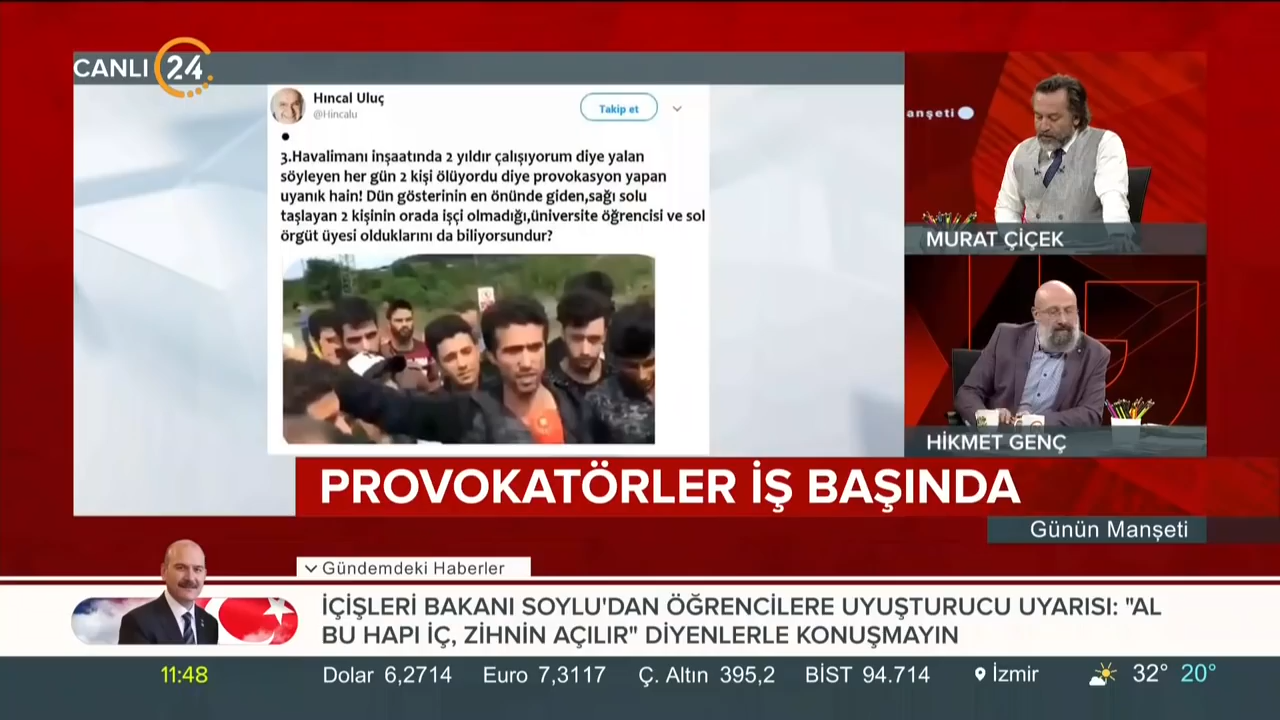 CANLI 24
Hıncal Uluç
@Hincalu
Takip et
3.Havalimanı inşaatında 2 yıldır çalışıyorum diye yalan
söyleyen her gün 2 kişi ölüyordu diye provokasyon yapan
uyanık hain! Dün gösterinin en önünde giden,sağı solu
taşlayan 2 kişinin orada işçi olmadığı,üniversite öğrencisi ve sol
örgüt üyesi olduklarını da biliyorsundur?
anşeti
MURAT ÇİÇEK
HİKMET GENÇ
PROVOKATÖRLER İŞ BAŞINDA
Günün Manşeti
Gündemdeki Haberler
İÇİŞLERİ BAKANI SOYLU'DAN ÖĞRENCİLERE UYUŞTURUCU UYARISI: "AL
BU HAPI İÇ, ZİHNİN AÇILIR" DİYENLERLE KONUŞMAYIN
11:48 Dolar 6,2714 Euro 7,3117 Ç. Altın 395,2 BİST 94.714 İzmir 32° 20°